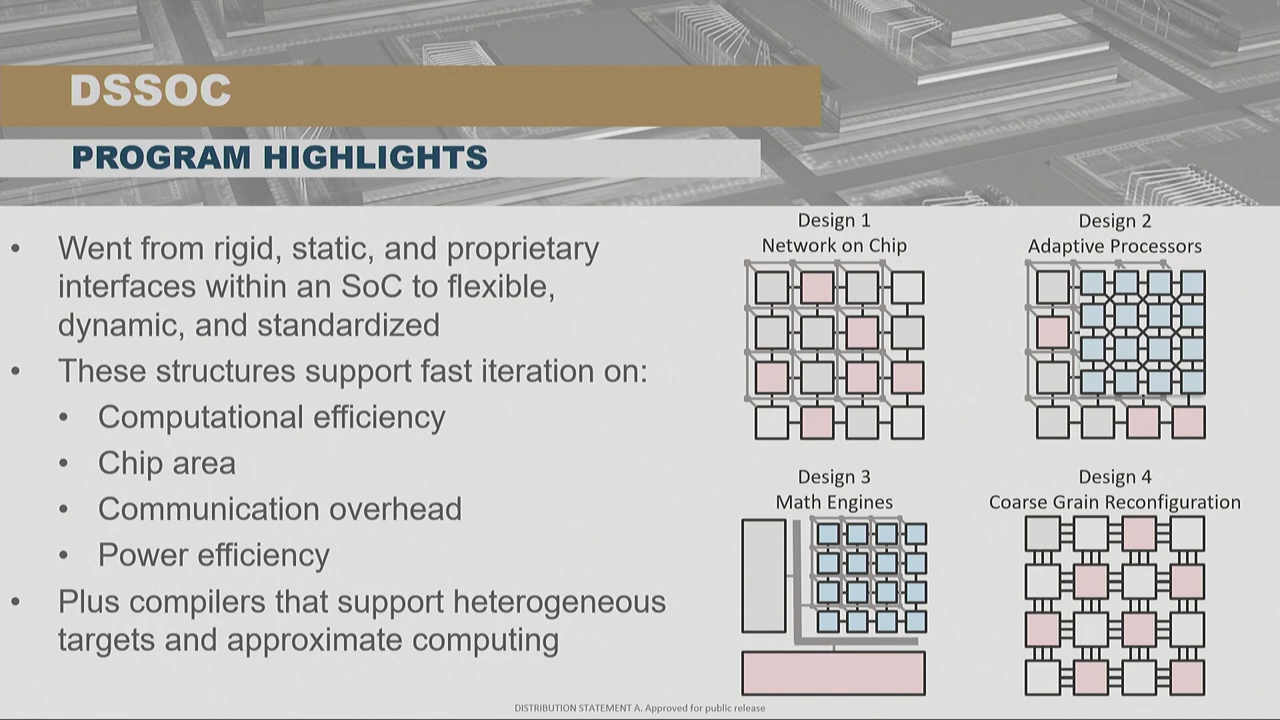 DSSOC
PROGRAM HIGHLIGHTS
• Went from rigid, static, and proprietary
interfaces within an SoC to flexible,
dynamic, and standardized
• These structures support fast iteration on:
• Computational efficiency
• Chip area
• Communication overhead
• Power efficiency
• Plus compilers that support heterogeneous
targets and approximate computing
Design 1
Network on Chip
Design 2
Adaptive Processors
Design 3
Math Engines
Design 4
Coarse Grain Reconfiguration
DISTRIBUTION STATEMENT A. Approved for public release